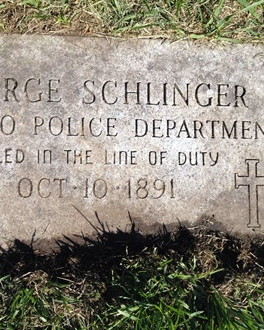 RGE SCHLINGER
O POLICE DEPARTMEN
LED IN THE LINE OF DUTY
OCT·10·1891